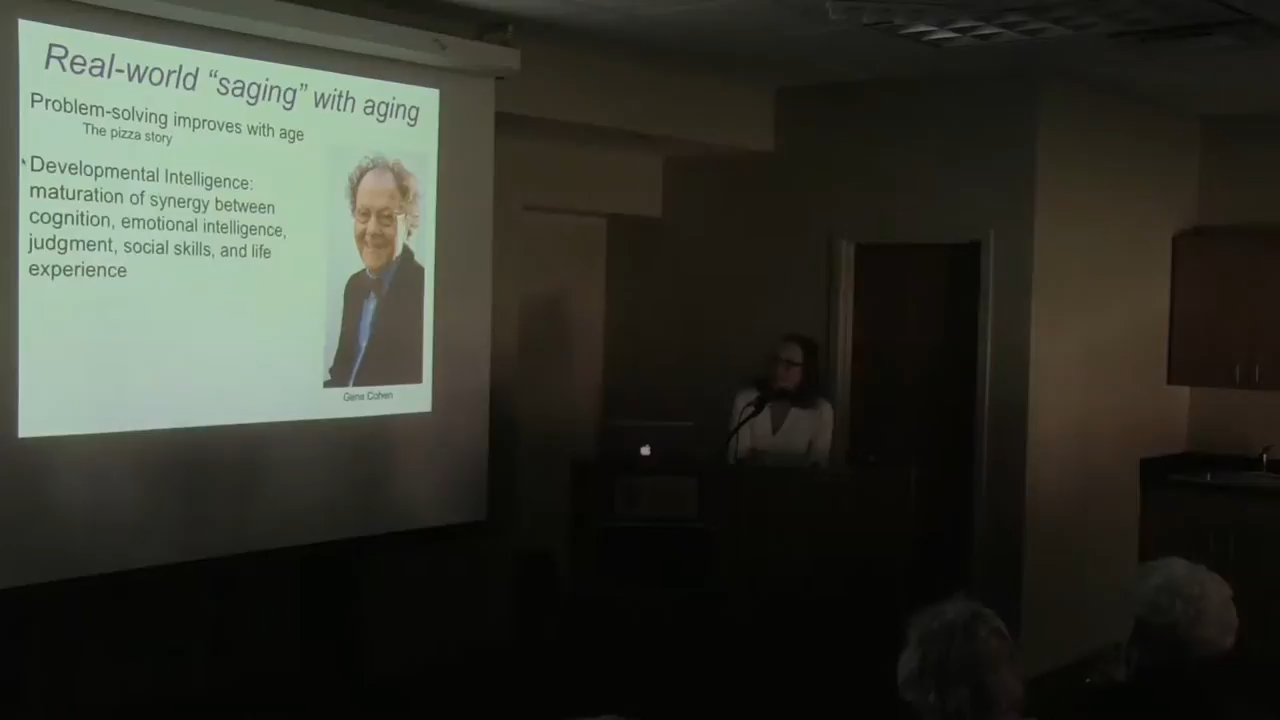 Real-world “saging” with aging
Problem-solving improves with age
The pizza story
Developmental Intelligence:
maturation of synergy between
cognition, emotional intelligence,
judgment, social skills, and life
experience
Gene Cohen